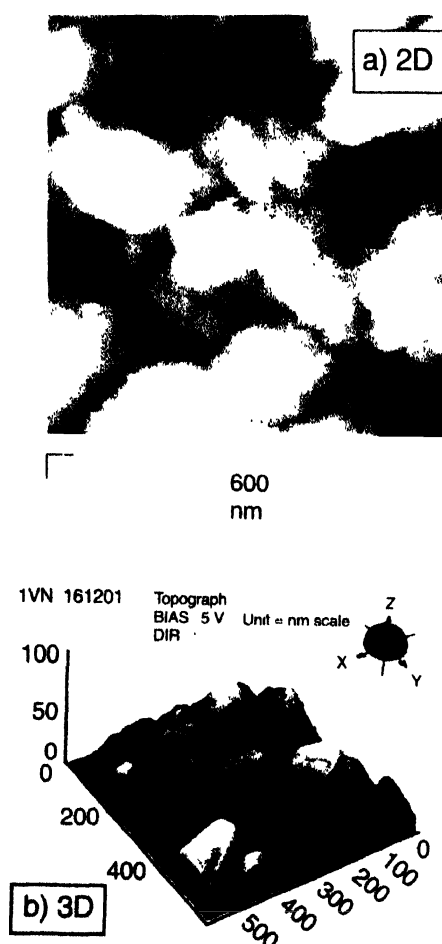 a) 2D
600
nm
1VN 161201
Topograph
BIAS 5 V Unit = nm scale
DIR
Z
X
Y
100
50
0
0
200
400
0
100
200
300
400
500
b) 3D